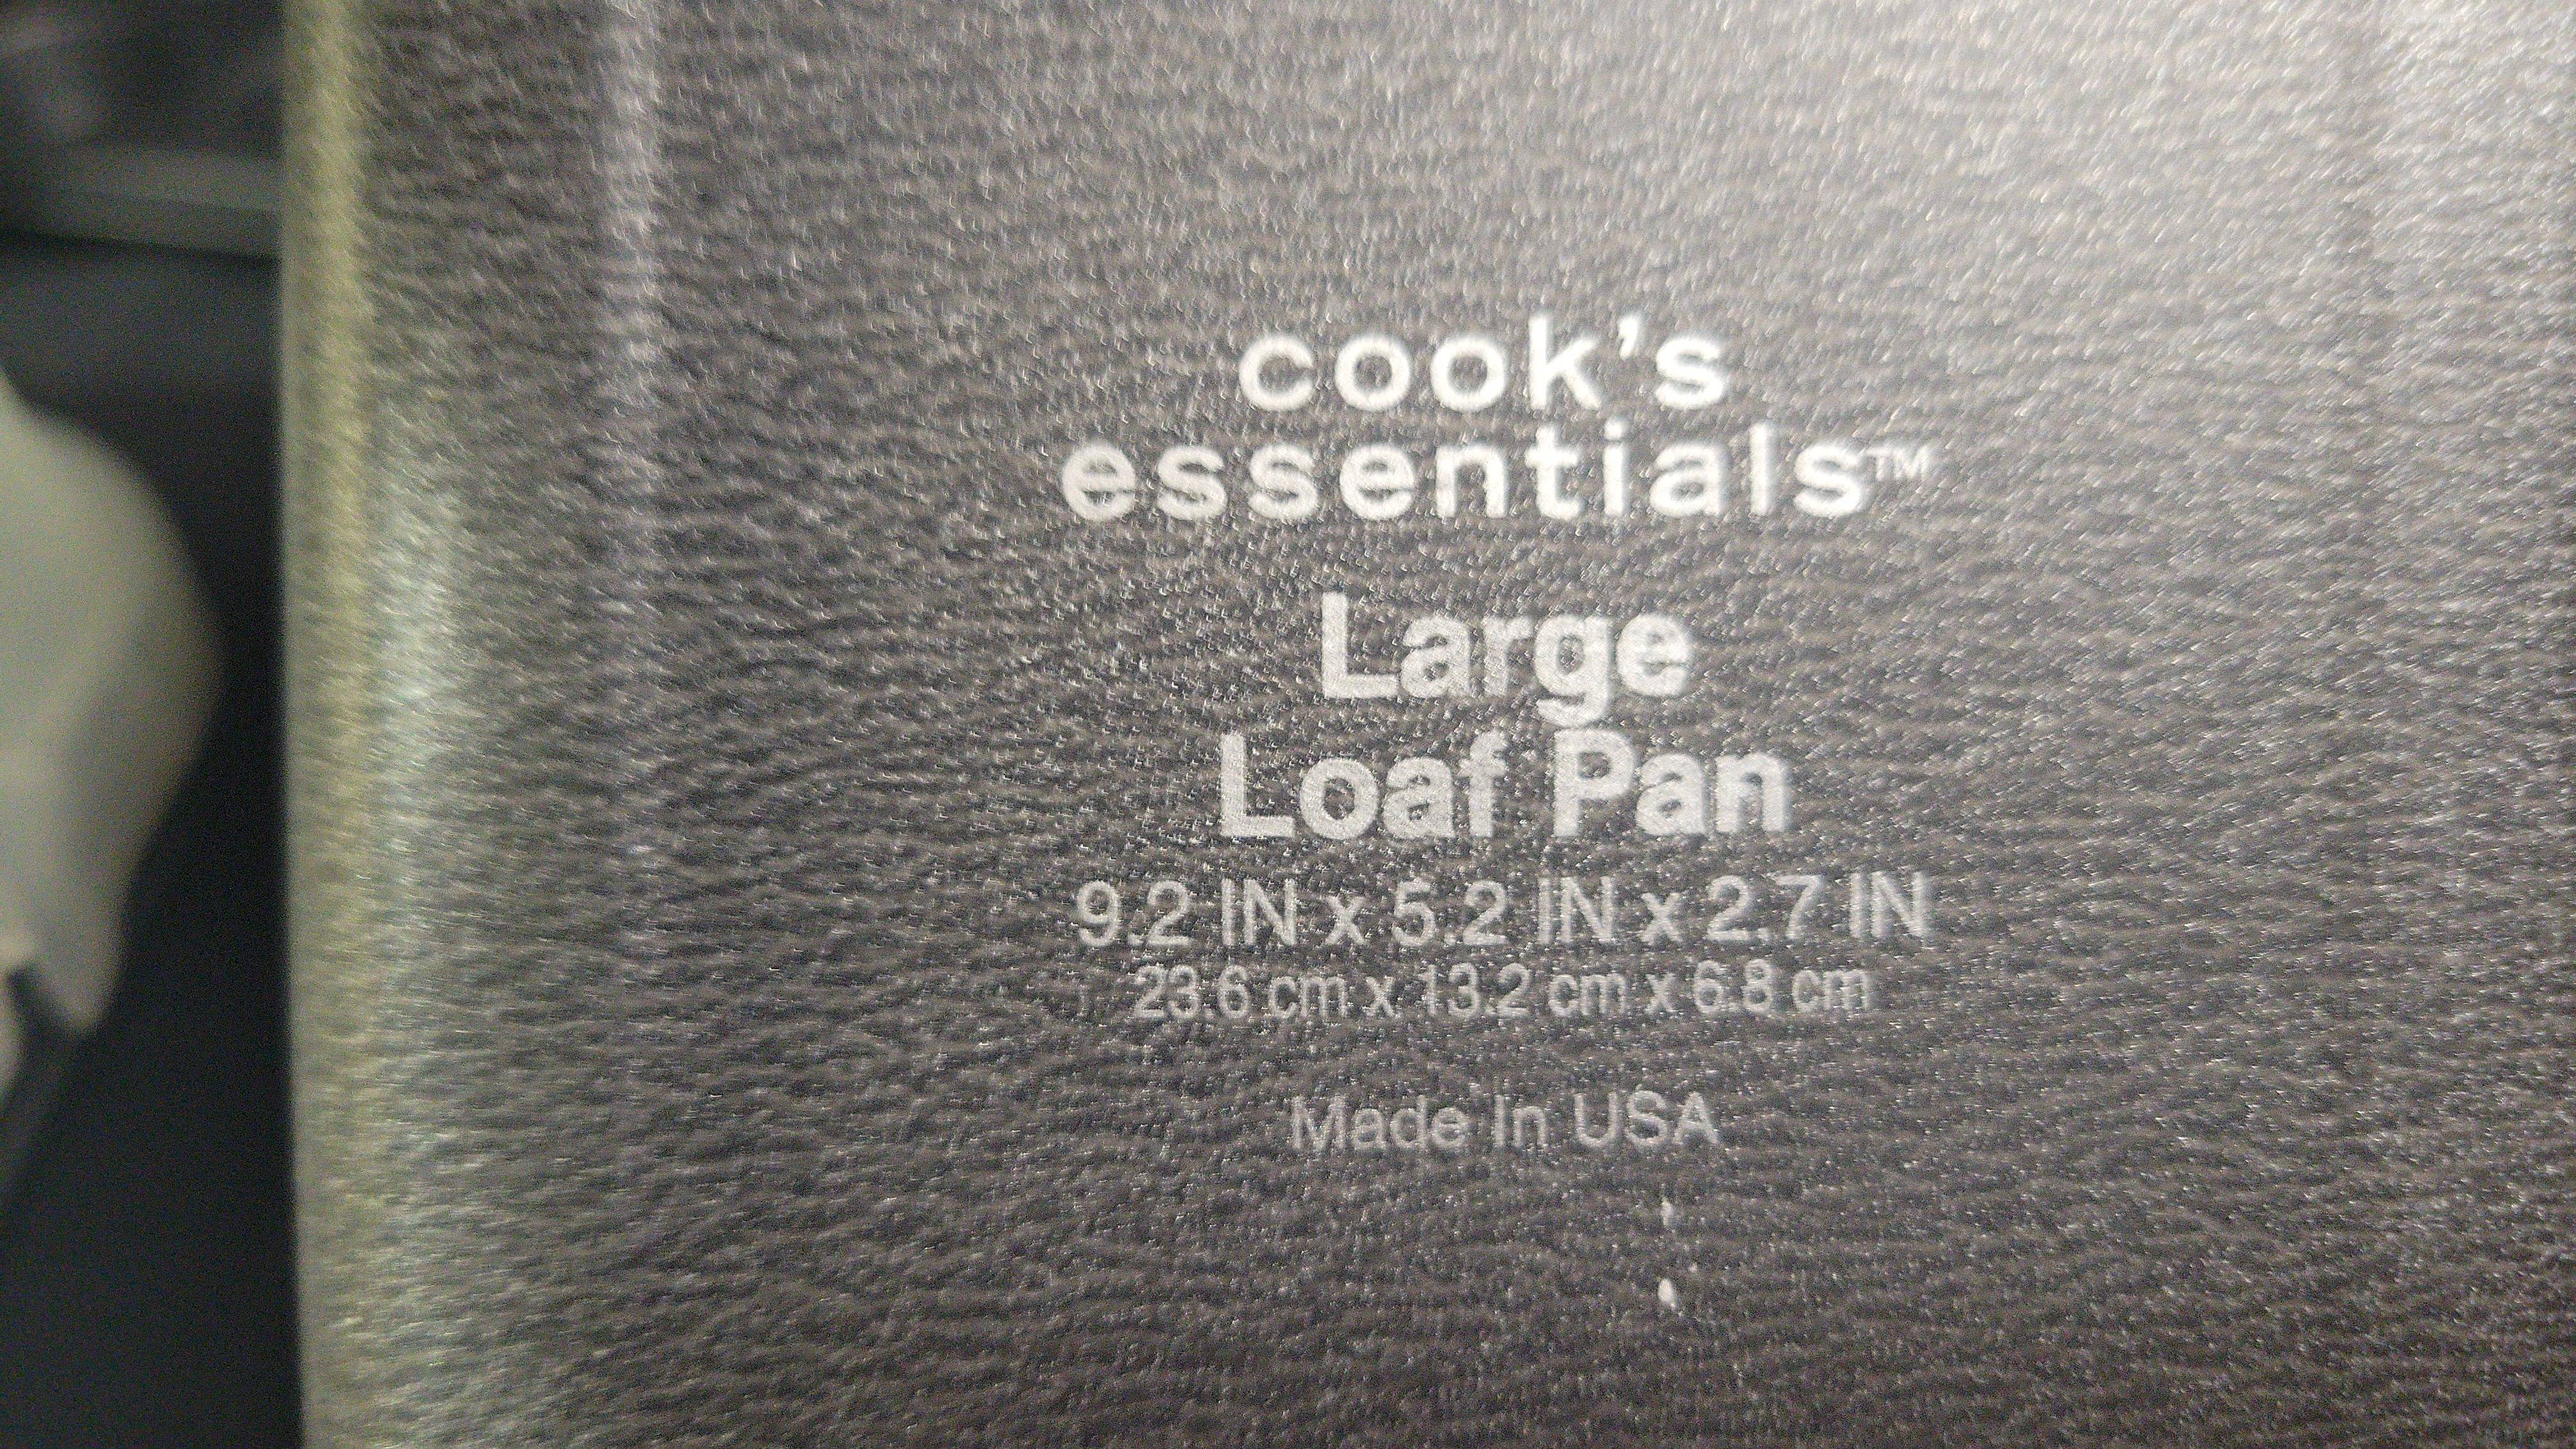 cook's
essentials™
Large
Loaf Pan
9.2 IN x 5.2 IN x 2.7 IN
23.6 cm x 13.2 cm x 6.8 cm
Made In USA